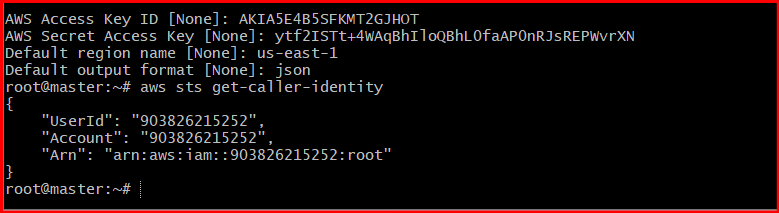 AWS Access Key ID [None]: AKIA5E4B5SFKMT2GJHOT
AWS Secret Access Key [None]: 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
Default region name [None]: us-east-1
Default output format [None]: json
root@master:~# aws sts get-caller-identity
{
    "UserId": "903826215252",
    "Account": "903826215252",
    "Arn": "arn:aws:iam::903826215252:root"
}
root@master:~#